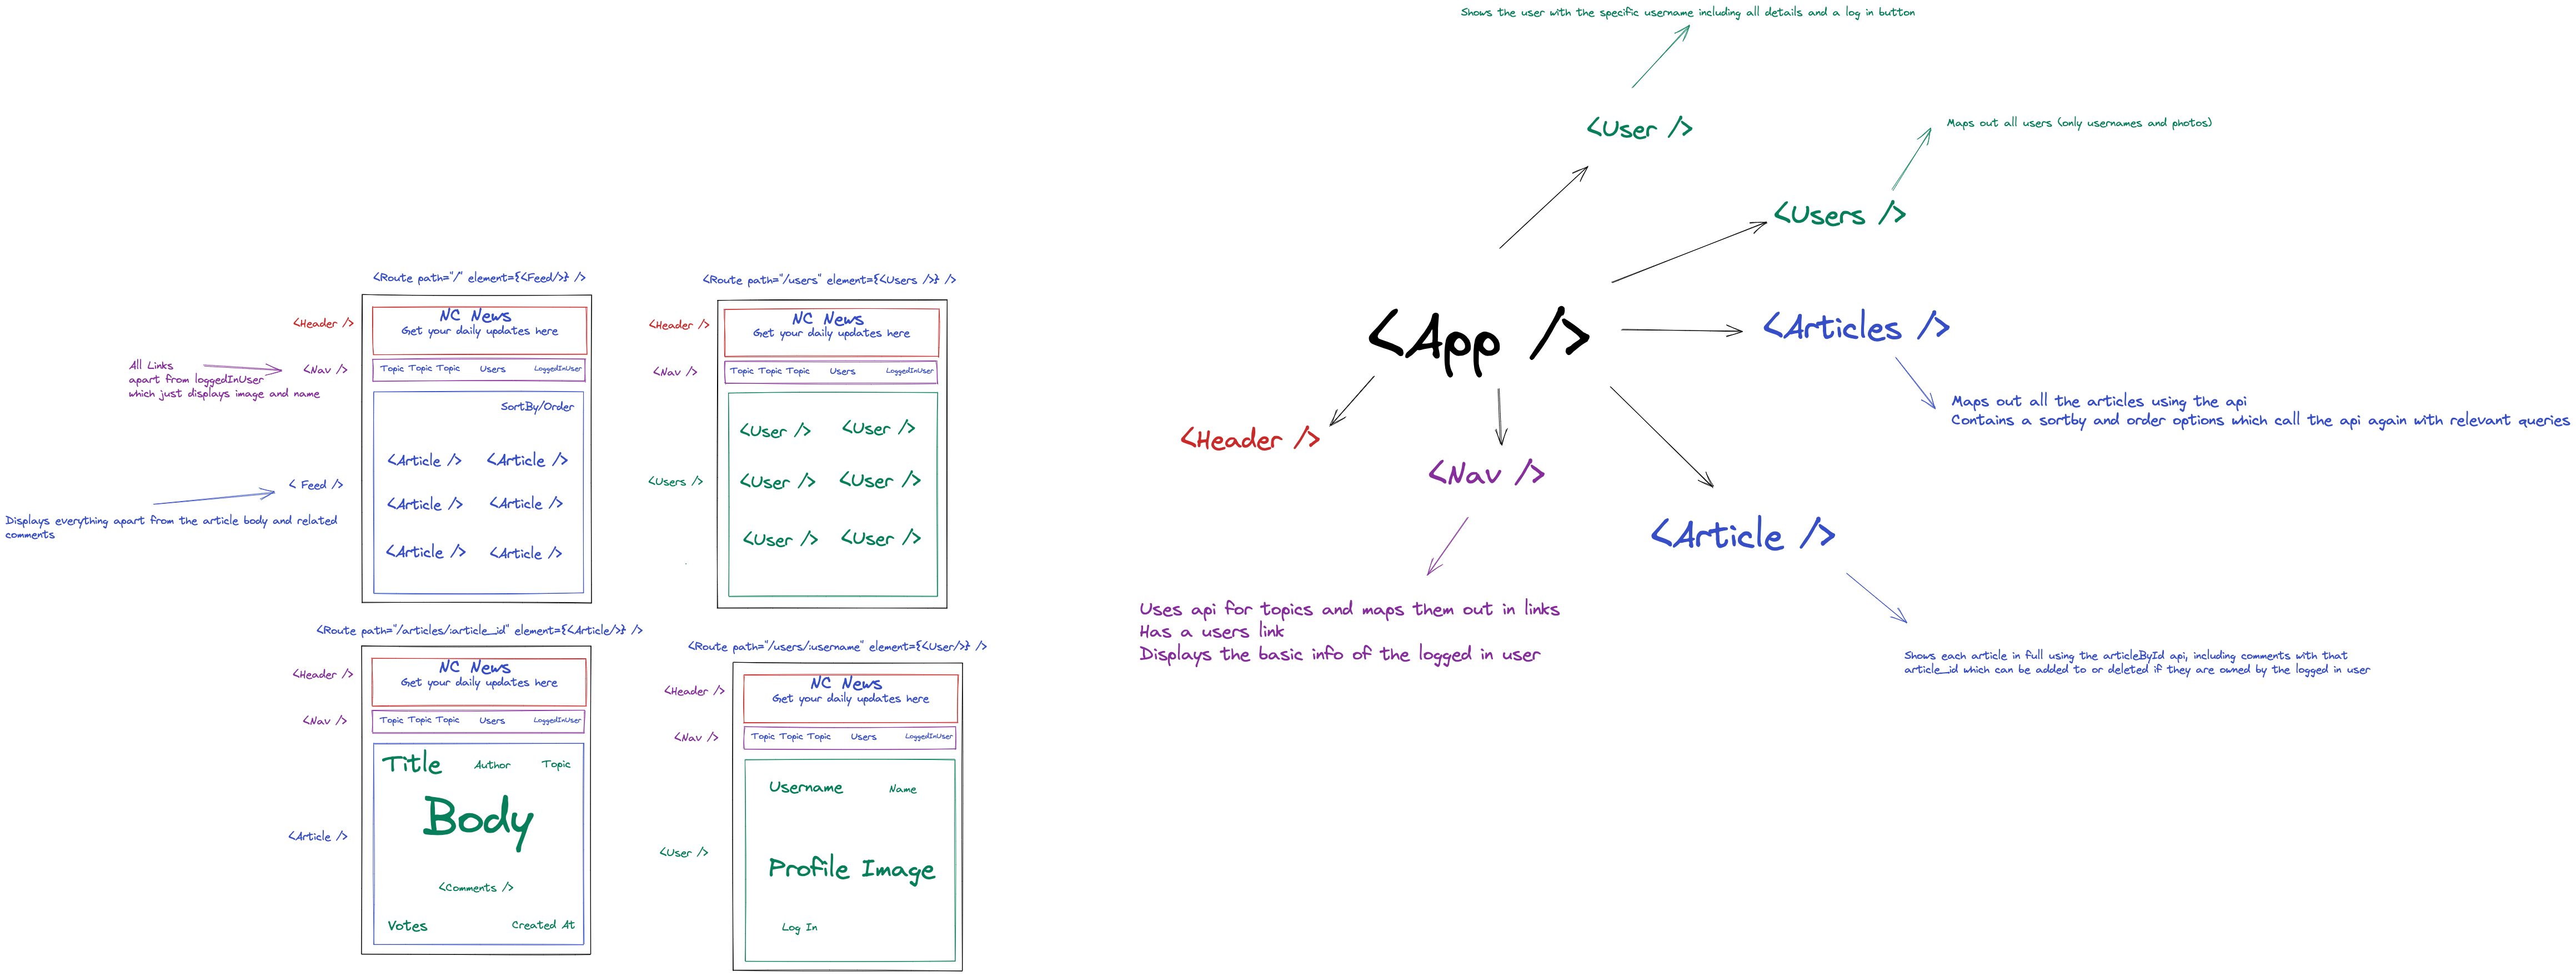 <Route path="/" element={<Feed/>} />
<Header />
NC News
Get your daily updates here
All Links
apart from loggedInUser
which just displays image and name
<Nav />
Topic Topic Topic Users LoggedInUser
SortBy/Order
< Feed />
Displays everything apart from the article body and related
comments
<Article /> <Article />
<Article /> <Article />
<Article /> <Article />
<Route path="/users" element={<Users />} />
<Header />
NC News
Get your daily updates here
<Nav />
Topic Topic Topic Users LoggedInUser
<Users />
<User /> <User />
<User /> <User />
<User /> <User />
<Route path="/articles/:article_id" element={<Article/>} />
<Header />
NC News
Get your daily updates here
<Nav />
Topic Topic Topic Users LoggedInUser
<Article />
Title Author Topic
Body
<Comments />
Votes Created At
<Route path="/users/:username" element={<User/>} />
<Header />
NC News
Get your daily updates here
<Nav />
Topic Topic Topic Users LoggedInUser
<User />
Username Name
Profile Image
Log In
Shows the user with the specific username including all details and a log in button
<User />
Maps out all users (only usernames and photos)
<Users />
<App />
<Articles />
Maps out all the articles using the api
Contains a sortby and order options which call the api again with relevant queries
<Header />
<Nav />
Uses api for topics and maps them out in links
Has a users link
Displays the basic info of the logged in user
<Article />
Shows each article in full using the articleById api, including comments with that
article_id which can be added to or deleted if they are owned by the logged in user